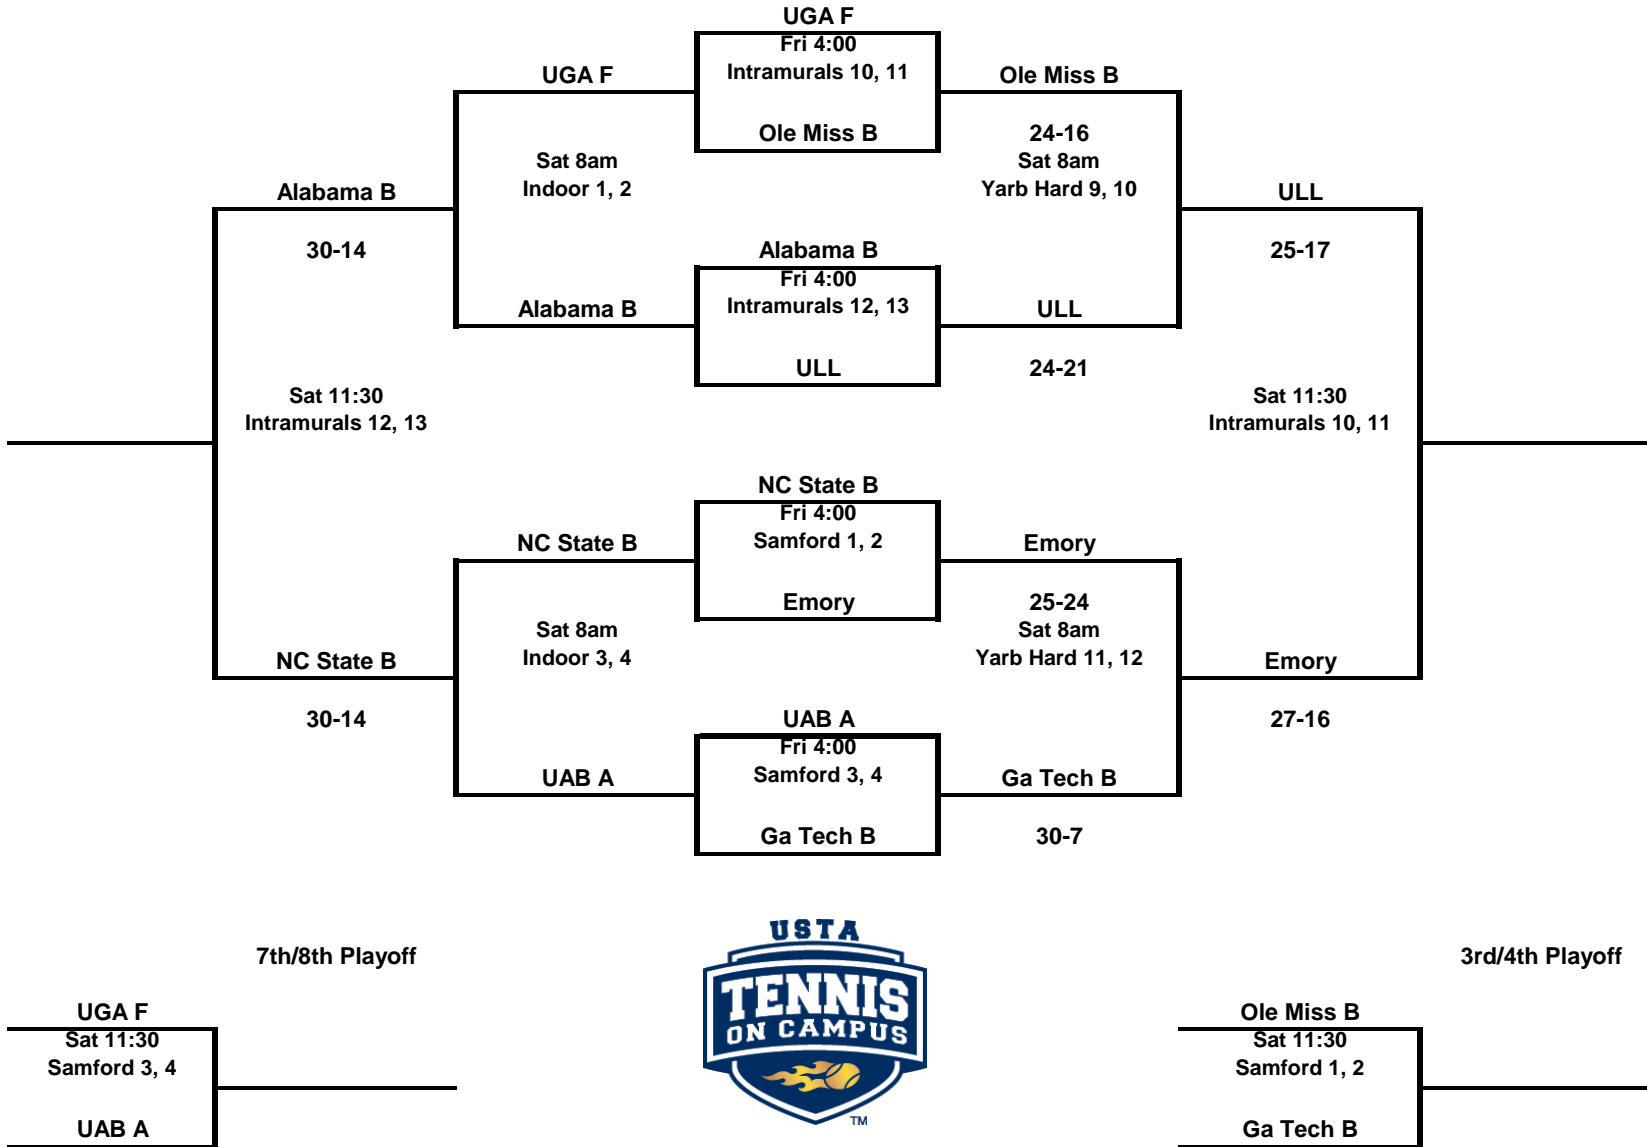 UGA F
Fri 4:00
Intramurals 10, 11
UGA F
Ole Miss B
Ole Miss B
24-16
Sat 8am
Indoor 1, 2
Sat 8am
Yarb Hard 9, 10
Alabama B
ULL
30-14
Alabama B
25-17
Fri 4:00
Intramurals 12, 13
Alabama B
ULL
ULL
24-21
Sat 11:30
Intramurals 12, 13
Sat 11:30
Intramurals 10, 11
NC State B
Fri 4:00
Samford 1, 2
NC State B
Emory
Emory
25-24
Sat 8am
Indoor 3, 4
Sat 8am
Yarb Hard 11, 12
NC State B
Emory
30-14
UAB A
27-16
Fri 4:00
Samford 3, 4
UAB A
Ga Tech B
Ga Tech B
30-7
7th/8th Playoff
USTA
TENNIS
ON CAMPUS
TM
3rd/4th Playoff
UGA F
Sat 11:30
Samford 3, 4
UAB A
Ole Miss B
Sat 11:30
Samford 1, 2
Ga Tech B